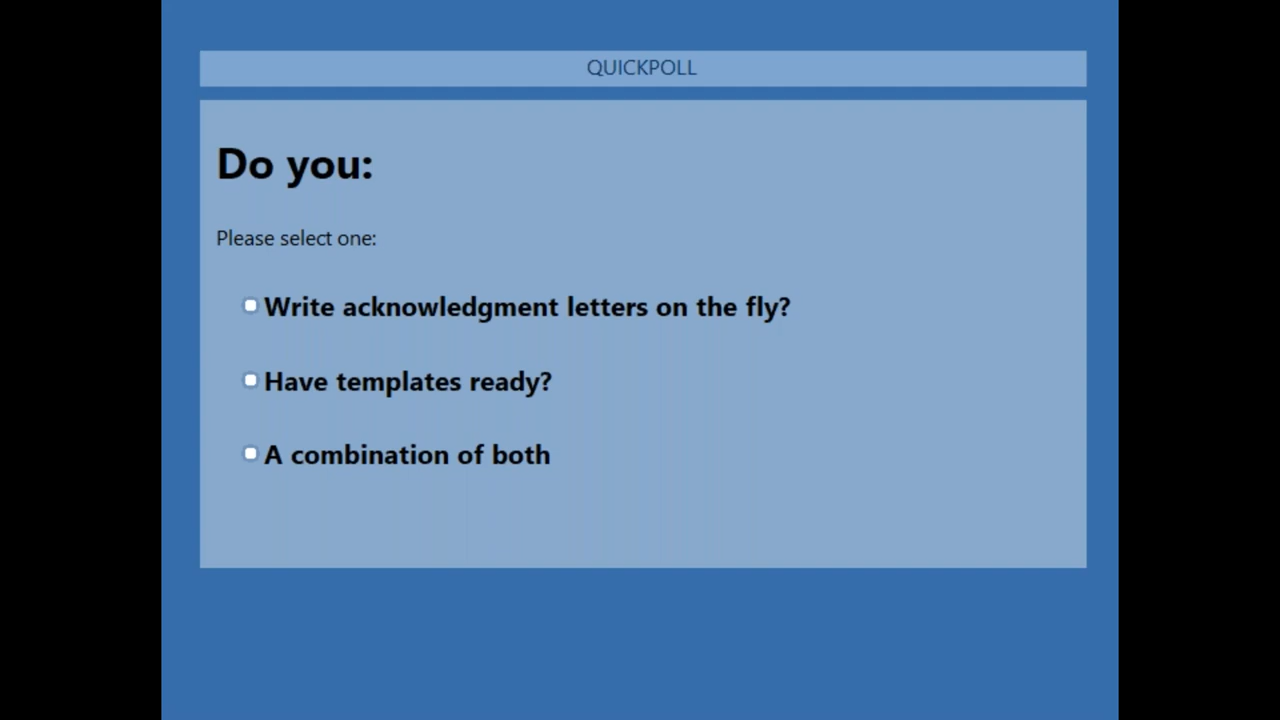 QUICKPOLL
Do you:
Please select one:
Write acknowledgment letters on the fly?
Have templates ready?
A combination of both